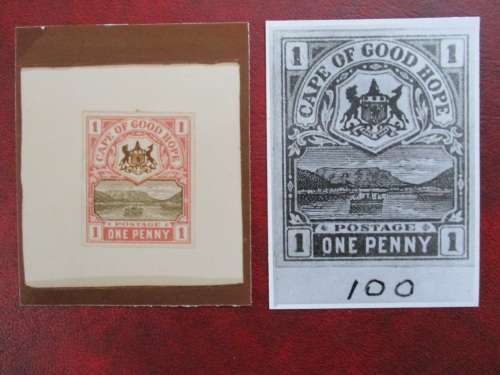 1 1
CAPE OF GOOD HOPE
POSTAGE
1 ONE PENNY 1
1 1
CAPE OF GOOD HOPE
POSTAGE
1 ONE PENNY 1
100